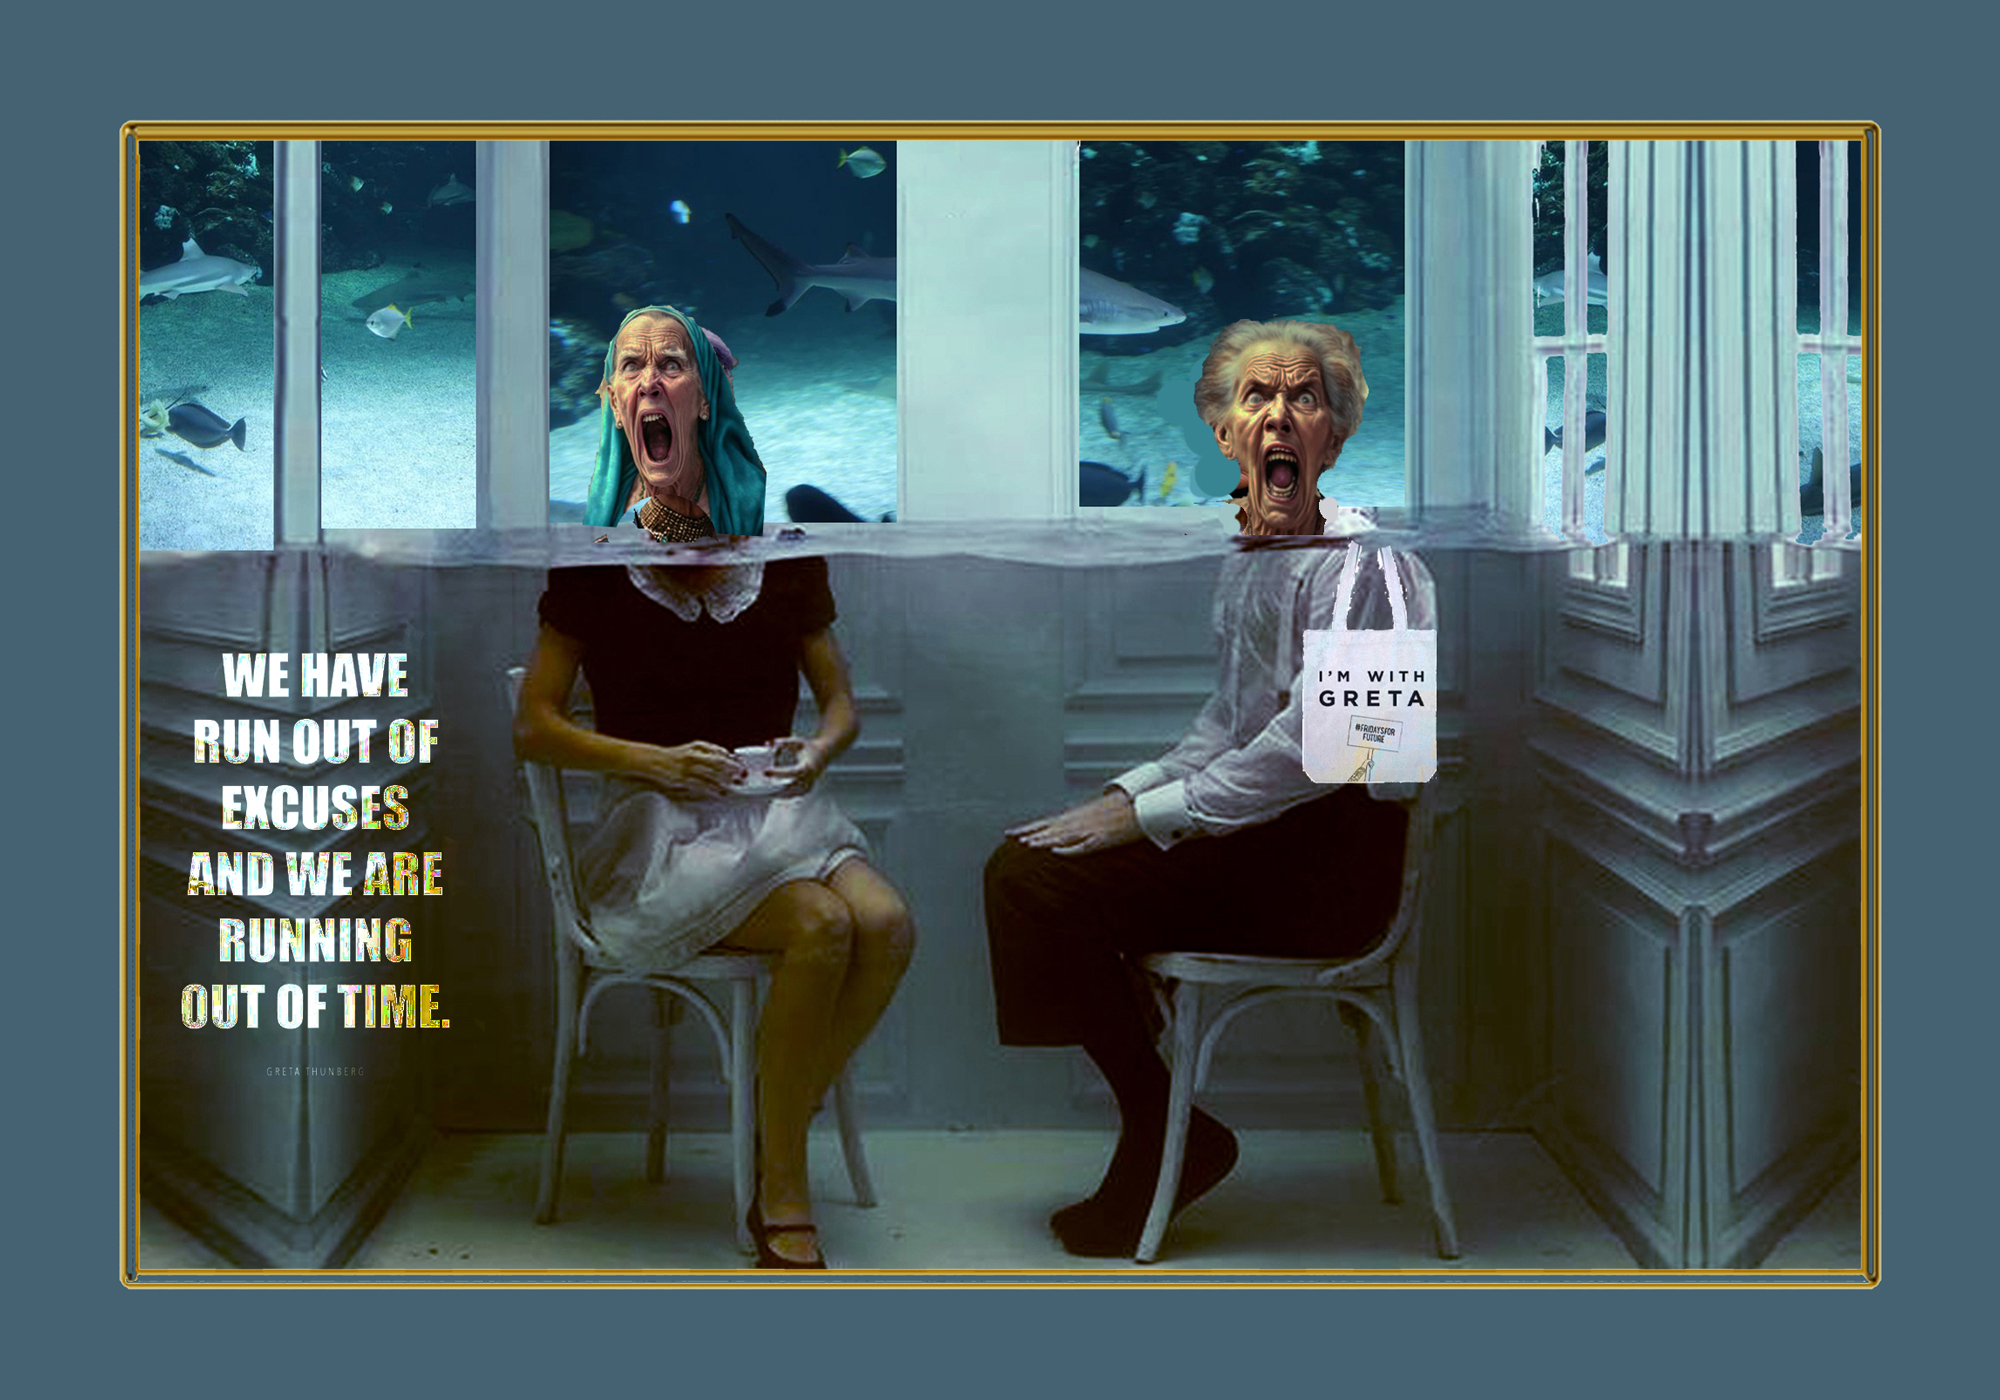 WE HAVE
RUN OUT OF
EXCUSES
AND WE ARE
RUNNING
OUT OF TIME.
GRETA THUNBERG
I'M WITH
GRETA
#FRIDAYSFOR
FUTURE